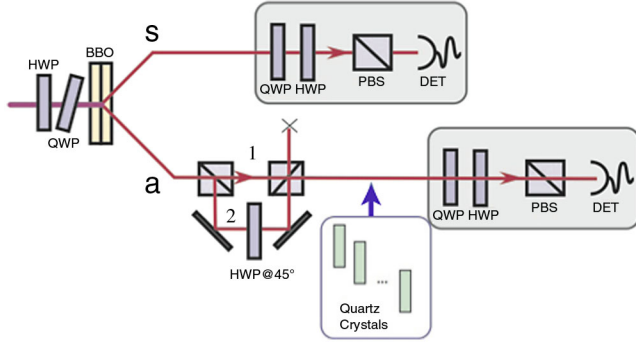 HWP
BBO
QWP
s
QWP HWP
PBS
DET
a
1
2
HWP@45°
QWP HWP
PBS
DET
...
Quartz
Crystals